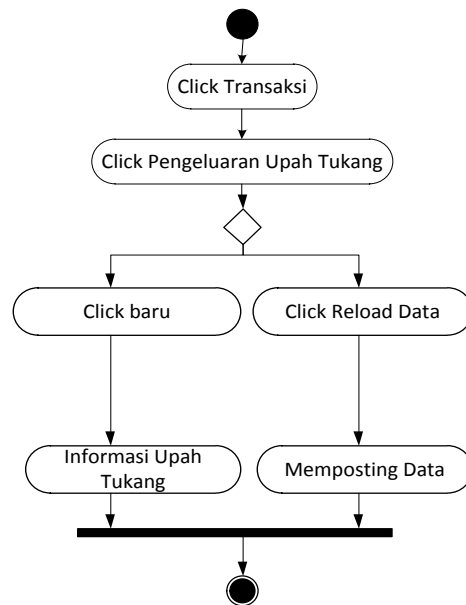 Click Transaksi
Click Pengeluaran Upah Tukang
Click baru
Click Reload Data
Informasi Upah
Tukang
Memposting Data